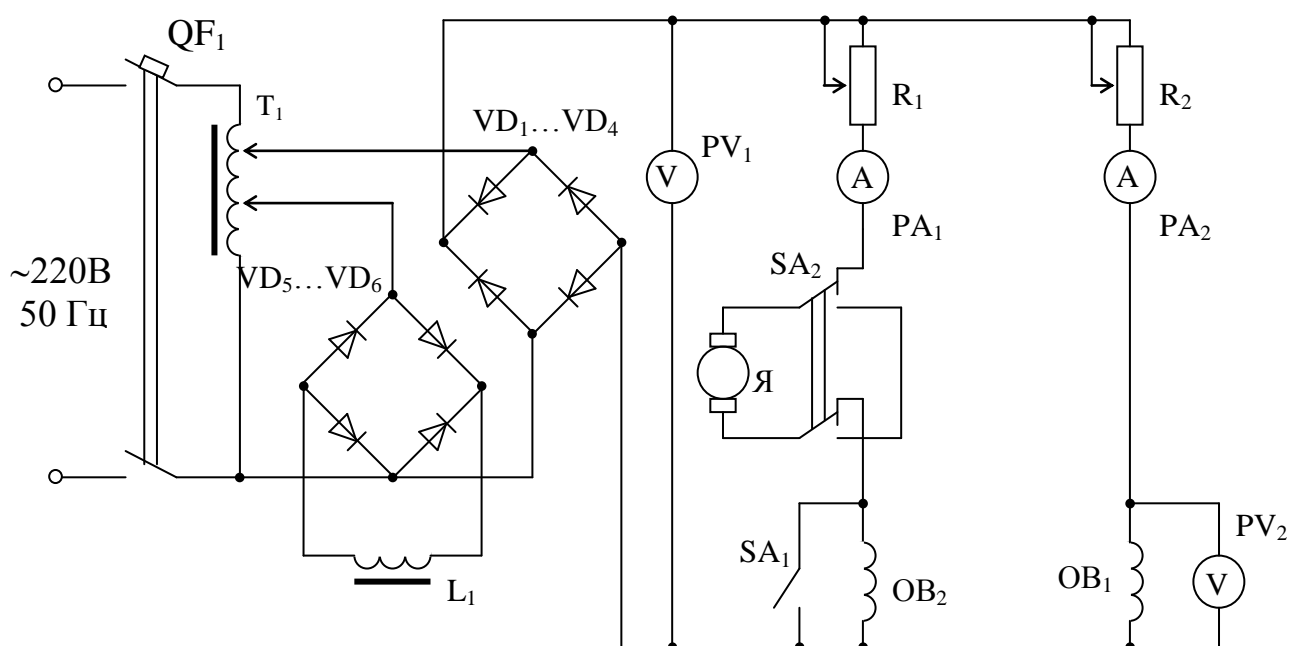 QF₁
T₁
VD₁…VD₄
PV₁
V
R₁
R₂
A
A
PA₁
PA₂
~220В
50 Гц
VD₅…VD₆
SA₂
Я
SA₁
OB₂
OB₁
PV₂
V
L₁